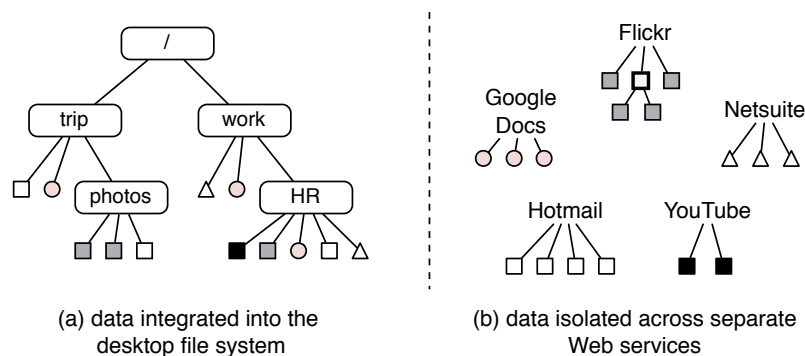 /
trip
work
photos
HR
(a) data integrated into the
desktop file system
Flickr
Google
Docs
Netsuite
Hotmail
YouTube
(b) data isolated across separate
Web services